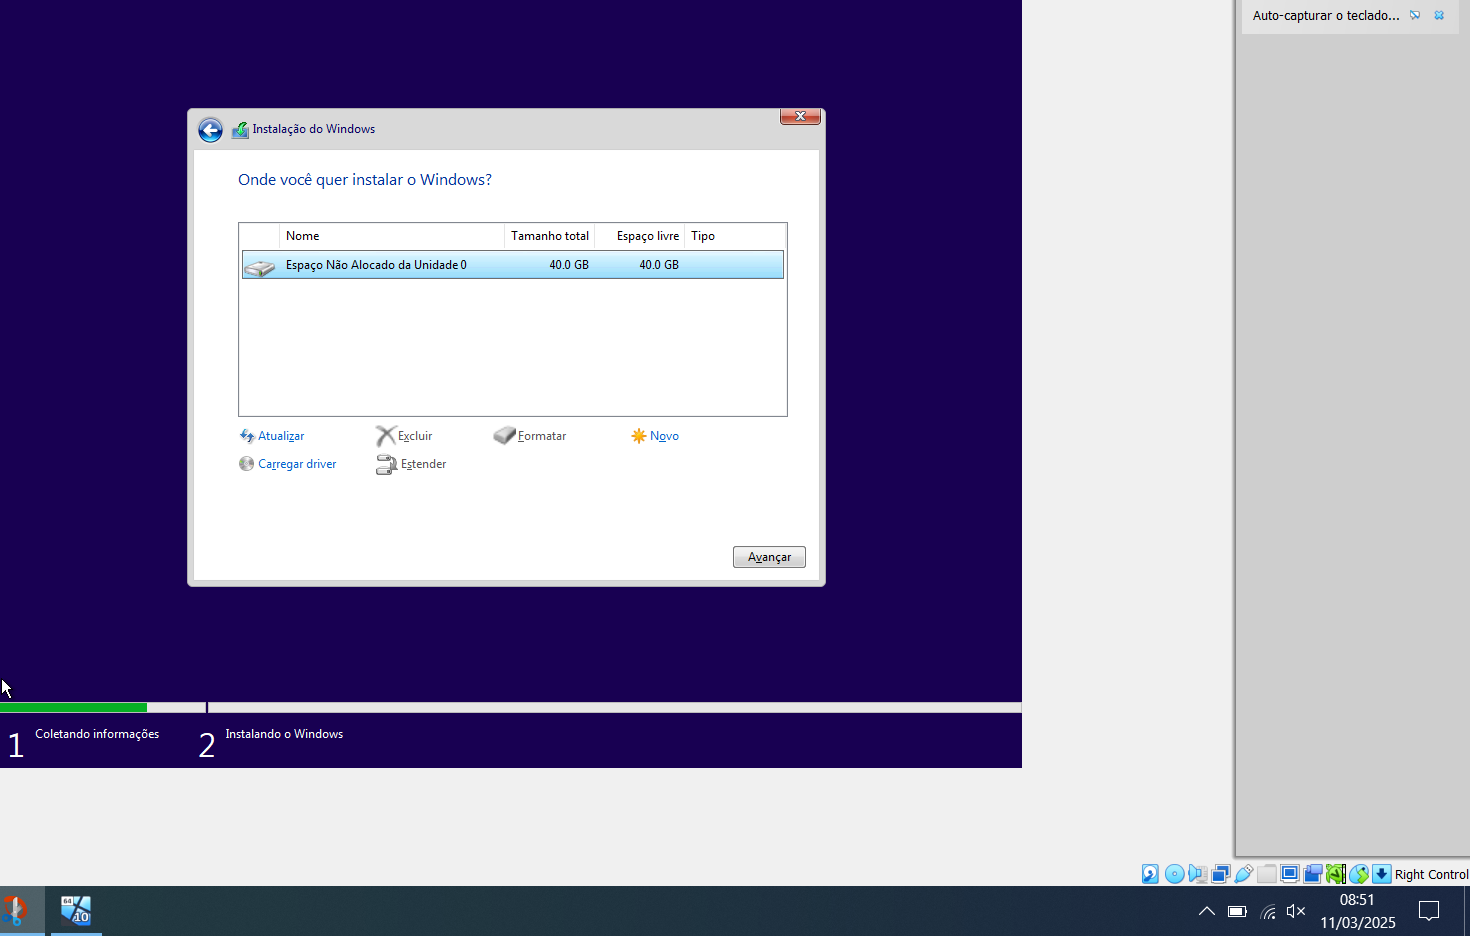 Auto-capturar o teclado...
Instalação do Windows
Onde você quer instalar o Windows?
Nome Tamanho total Espaço livre Tipo
Espaço Não Alocado da Unidade 0 40.0 GB 40.0 GB
Atualizar Excluir Formatar Novo
Carregar driver Estender
Avançar
1 Coletando informações 2 Instalando o Windows
Right Control
64
10
08:51
11/03/2025